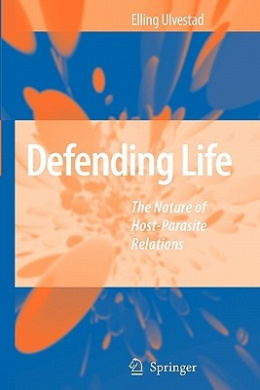 Elling Ulvestad
Defending Life
The Nature of
Host-Parasite
Relations
Springer